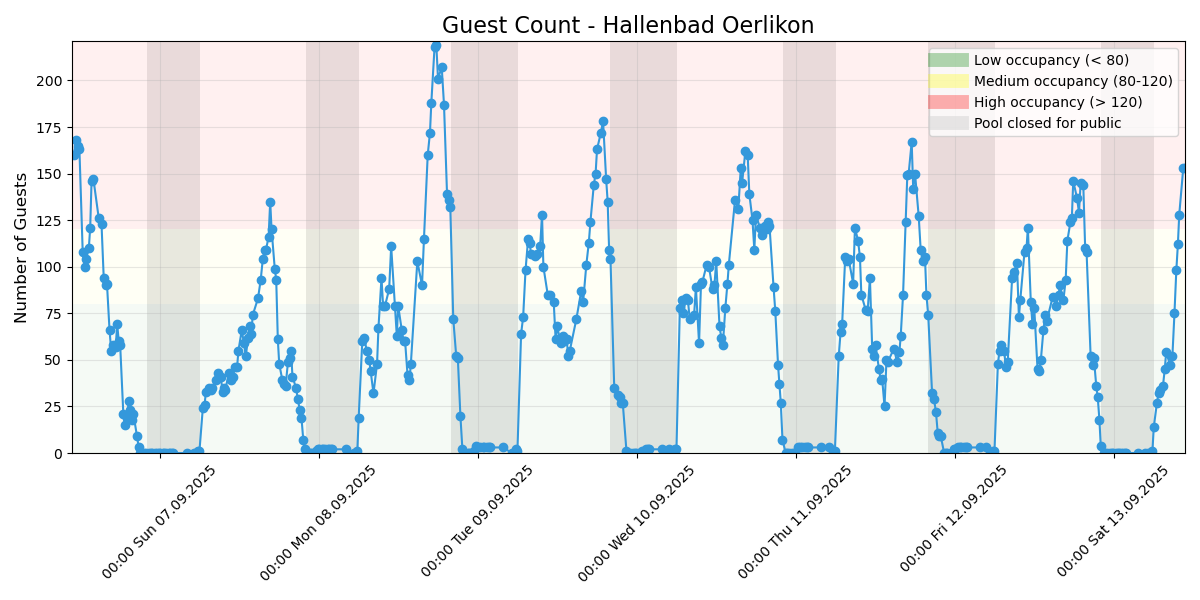 Guest Count - Hallenbad Oerlikon
Number of Guests
200
175
150
125
100
75
50
25
0
Low occupancy (< 80)
Medium occupancy (80-120)
High occupancy (> 120)
Pool closed for public
00:00 Sun 07.09.2025
00:00 Mon 08.09.2025
00:00 Tue 09.09.2025
00:00 Wed 10.09.2025
00:00 Thu 11.09.2025
00:00 Fri 12.09.2025
00:00 Sat 13.09.2025